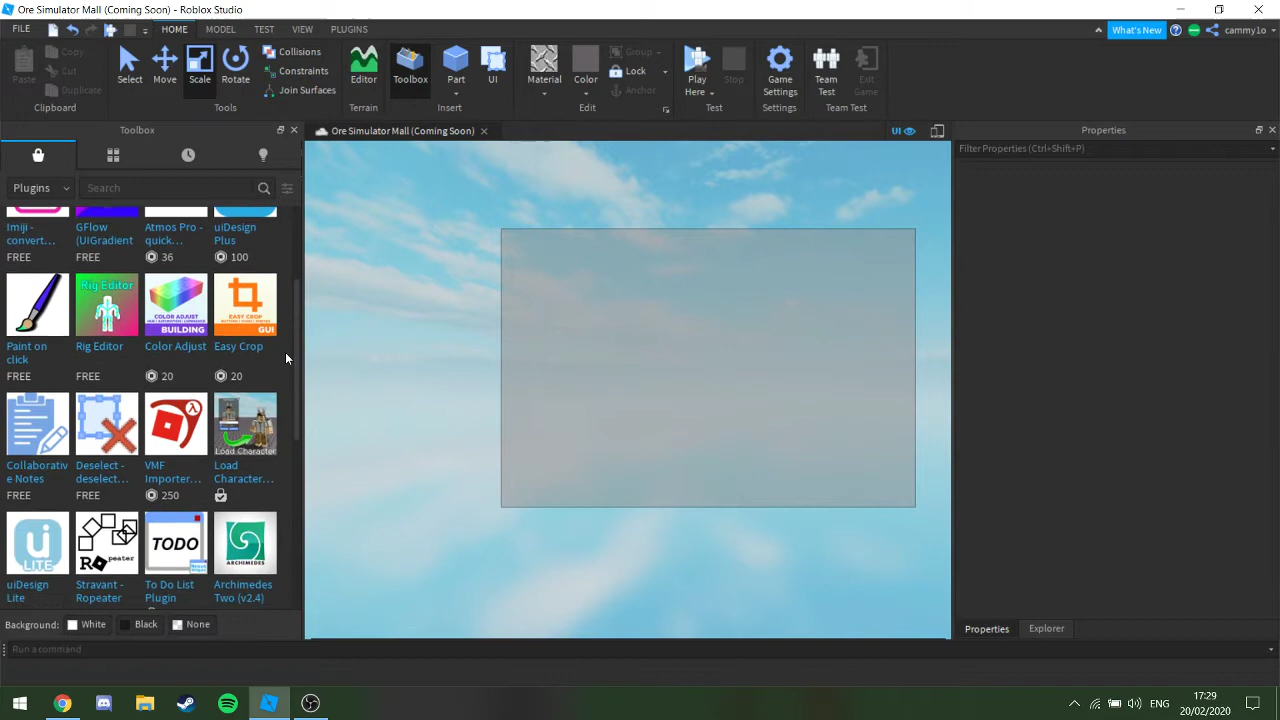 Ore Simulator Mall (Coming Soon) - Roblox Studio
FILE HOME MODEL TEST VIEW PLUGINS What's New cammy1o
Paste Copy Cut Duplicate Clipboard
Select Move Scale Rotate Collisions Constraints Join Surfaces Tools
Editor Terrain
Toolbox Part UI Insert
Material Color Group Lock Anchor Edit
Play Here Stop Test
Game Settings Settings
Team Test Exit Game Team Test
Toolbox
Ore Simulator Mall (Coming Soon)
UI
Properties
Filter Properties (Ctrl+Shift+P)
Plugins Search
Imiji - convert... GFlow (UIGradient Atmos Pro - quick... uiDesign Plus
FREE FREE 36 100
Rig Editor COLOR ADJUST HUE / SATURATION / LUMINANCE BUILDING EASY CROP GUI
Paint on click Rig Editor Color Adjust Easy Crop
FREE FREE 20 20
Load Character
Collaborativ e Notes Deselect - deselect... VMF Importer... Load Character...
FREE FREE 250
ui LITE R peater TODO ARCHIMEDES
uiDesign Lite Stravant - Ropeater To Do List Plugin Archimedes Two (v2.4)
Background: White Black None
Properties Explorer
Run a command
ENG 17:29
20/02/2020